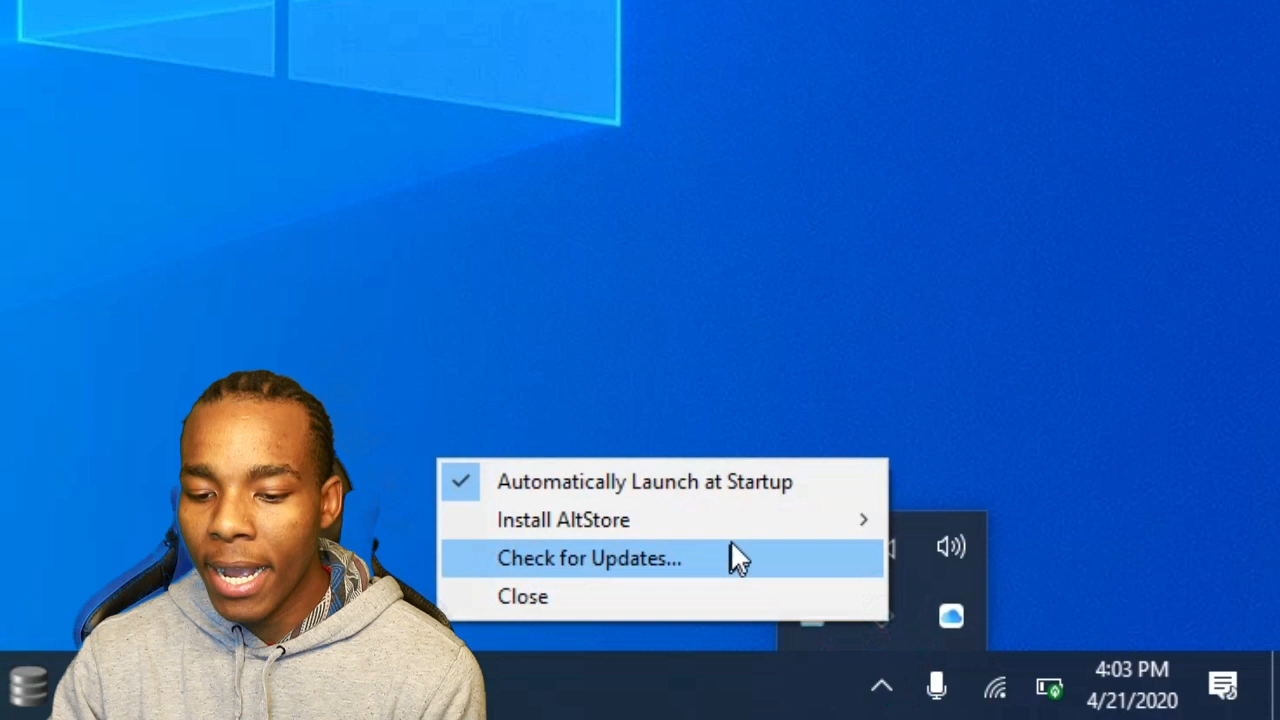 Automatically Launch at Startup
Install AltStore
Check for Updates...
Close
4:03 PM
4/21/2020